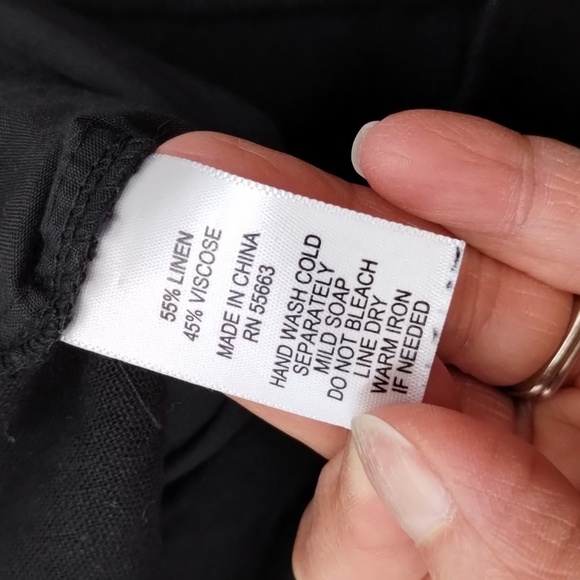 55% LINEN
45% VISCOSE
MADE IN CHINA
RN 55663
HAND WASH COLD
SEPARATELY
MILD SOAP
DO NOT BLEACH
LINE DRY
WARM IRON
IF NEEDED